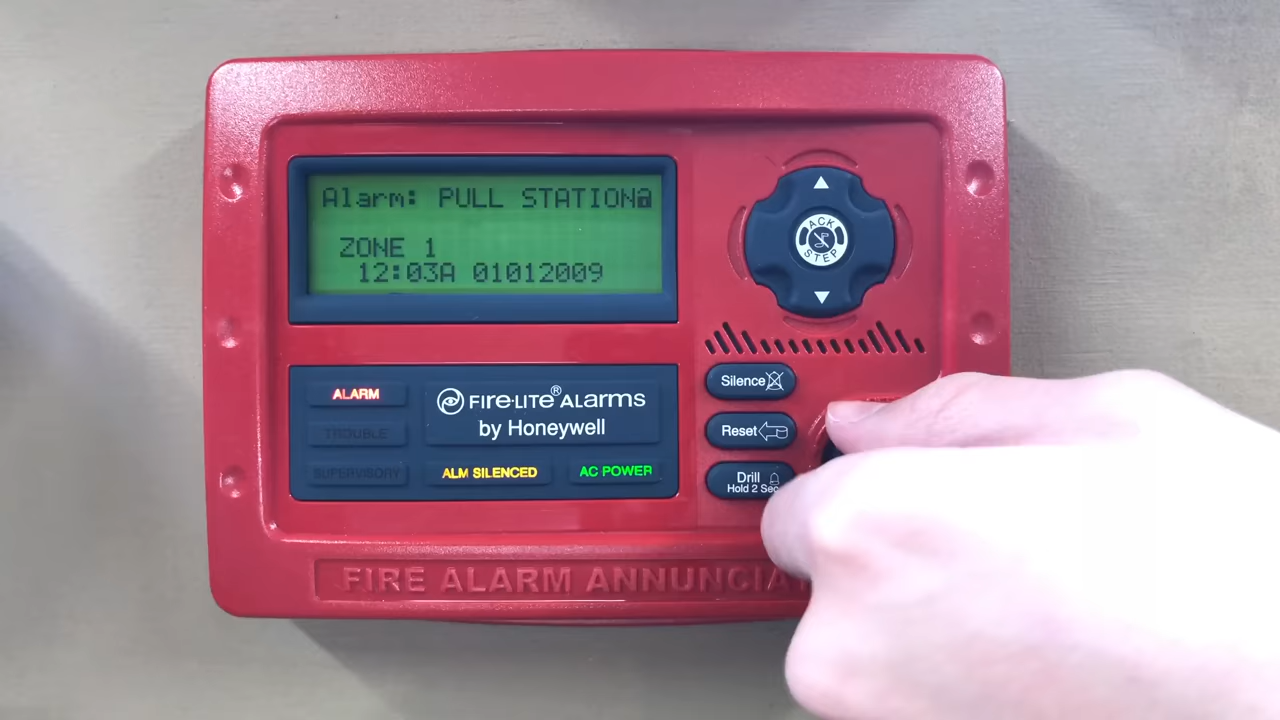 Alarm: PULL STATION
ZONE 1
12:03A 01012009
ACK
STEP
Silence
Reset
Drill
Hold 2 Sec
ALARM
TROUBLE
SUPERVISORY
FIRE·LITE® ALARMS
by Honeywell
ALM SILENCED
AC POWER
FIRE ALARM